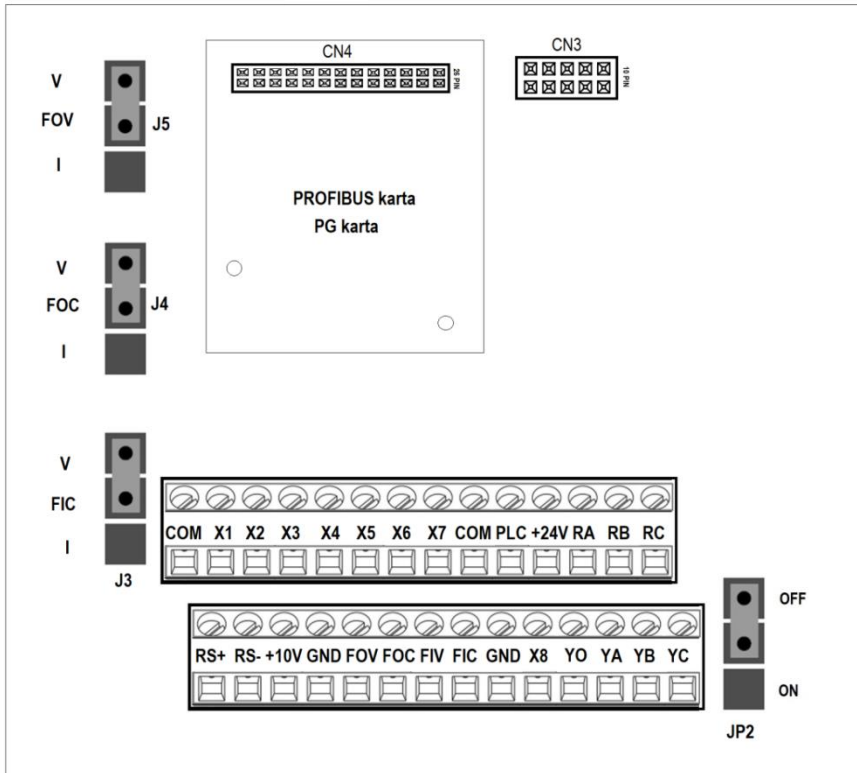 CN4
CN3
26 PIN
10 PIN
V
FOV
J5
I
PROFIBUS karta
PG karta
V
FOC
J4
I
V
FIC
I
J3
COM X1 X2 X3 X4 X5 X6 X7 COM PLC +24V RA RB RC
RS+ RS- +10V GND FOV FOC FIV FIC GND X8 YO YA YB YC
OFF
ON
JP2